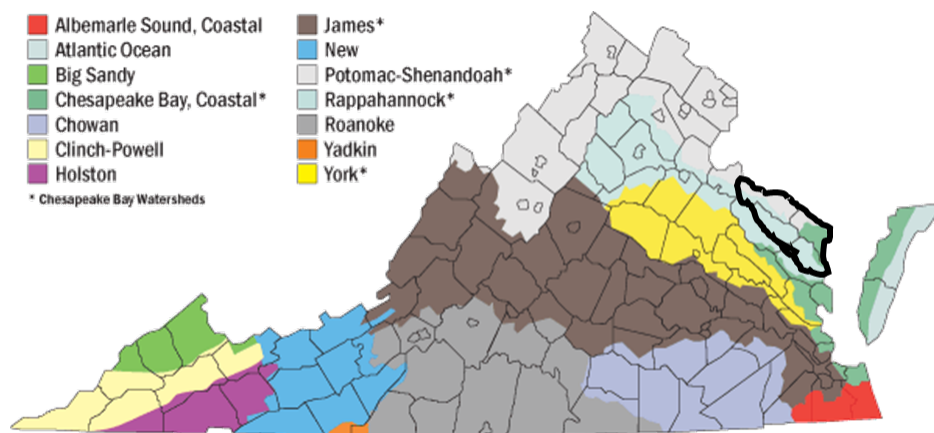 Albemarle Sound, Coastal
Atlantic Ocean
Big Sandy
Chesapeake Bay, Coastal*
Chowan
Clinch-Powell
Holston
* Chesapeake Bay Watersheds
James*
New
Potomac-Shenandoah*
Rappahannock*
Roanoke
Yadkin
York*